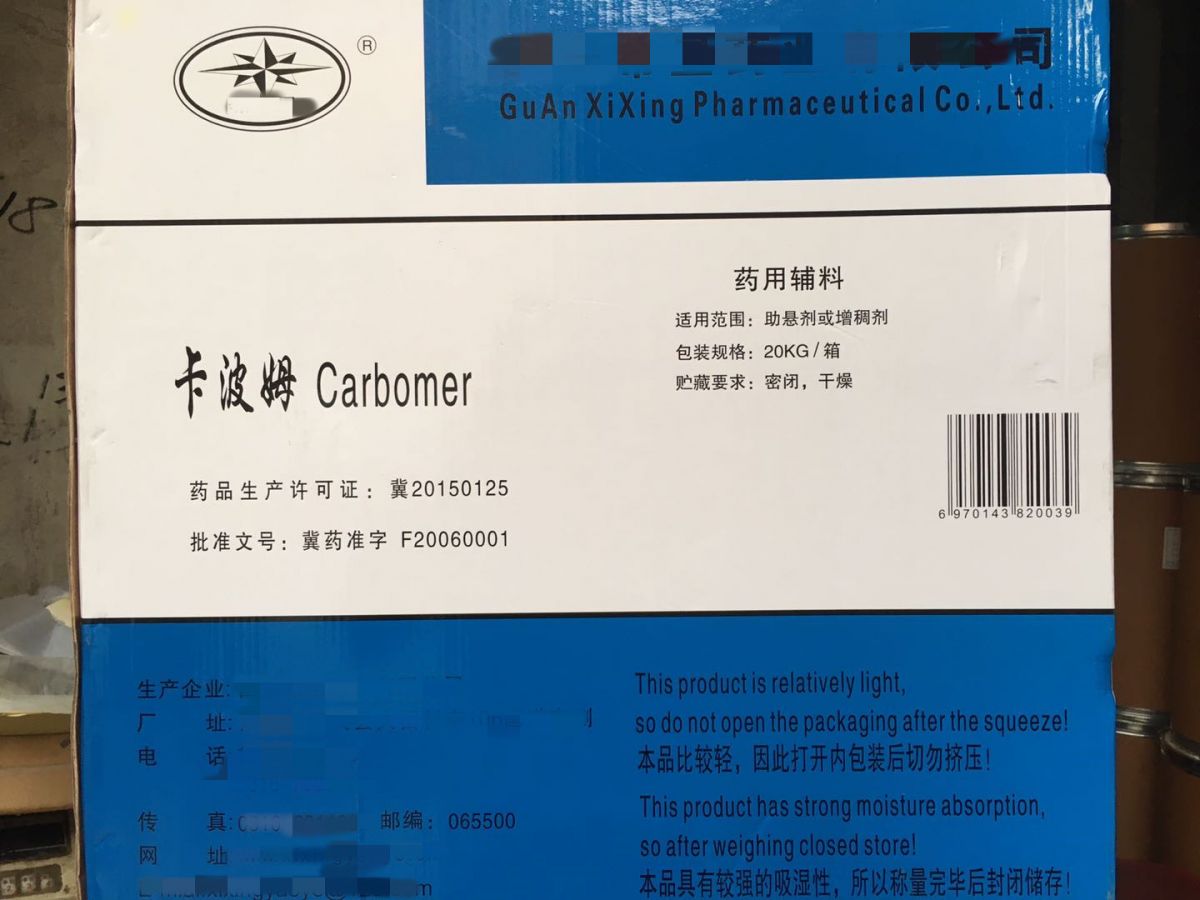 ®
司
GuAn XiXing Pharmaceutical Co.,Ltd.
18
药用辅料
适用范围：助悬剂或增稠剂
包装规格：20KG/箱
贮藏要求：密闭，干燥
卡波姆 Carbomer
药品生产许可证：冀20150125
批准文号：冀药准字 F20060001
6 970143 820039
生产企业:
厂 址:
电 话
传 真: 邮编：065500
网 址
This product is relatively light,
so do not open the packaging after the squeeze!
本品比较轻，因此打开内包装后切勿挤压！
This product has strong moisture absorption,
so after weighing closed store!
本品具有较强的吸湿性，所以称量完毕后封闭储存！